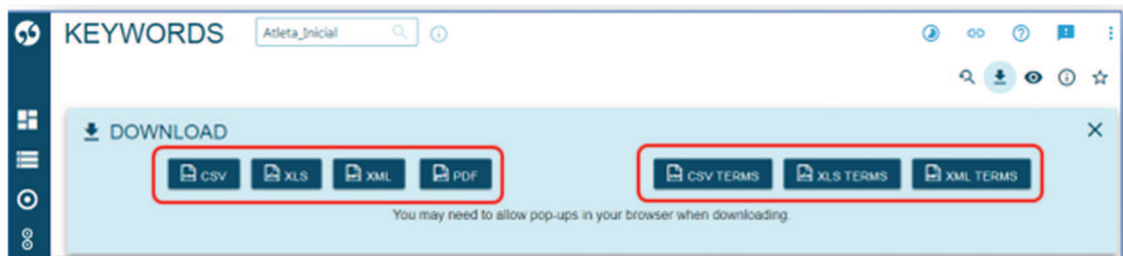 KEYWORDS Atleta_Inicial
DOWNLOAD
CSV XLS XML PDF CSV TERMS XLS TERMS XML TERMS
You may need to allow pop-ups in your browser when downloading.